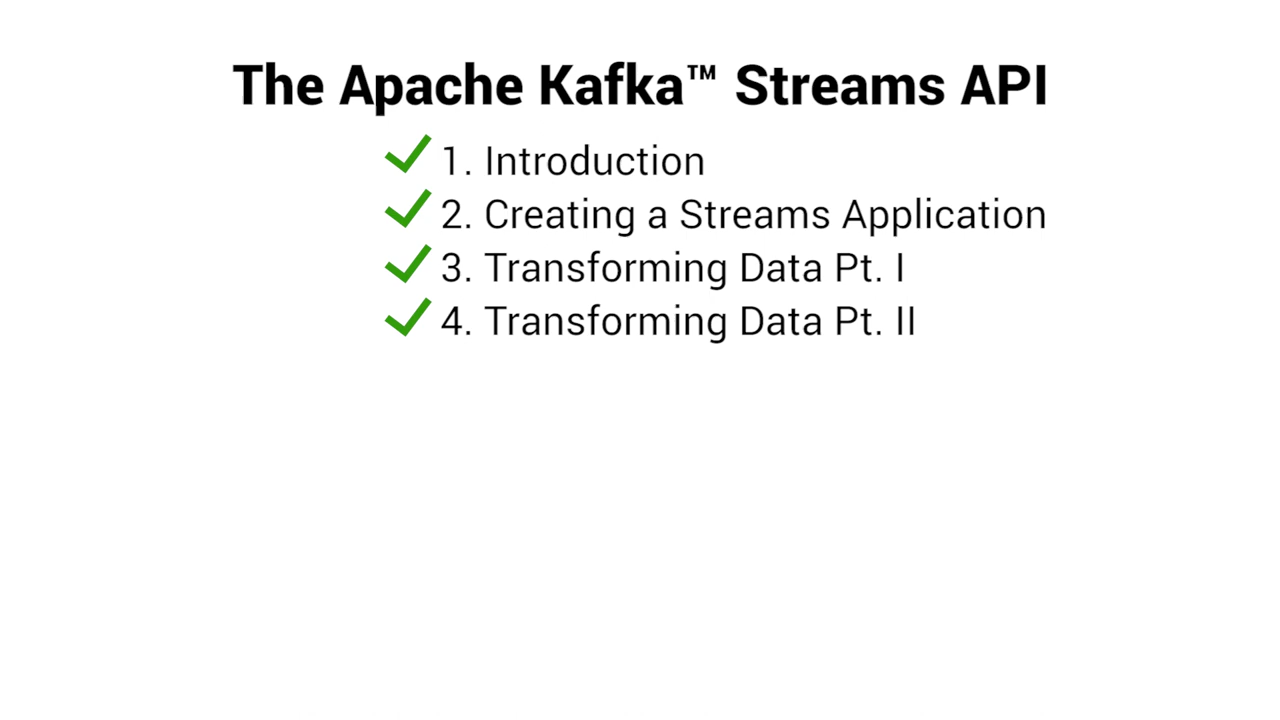 The Apache Kafka™ Streams API
1. Introduction
2. Creating a Streams Application
3. Transforming Data Pt. I
4. Transforming Data Pt. II